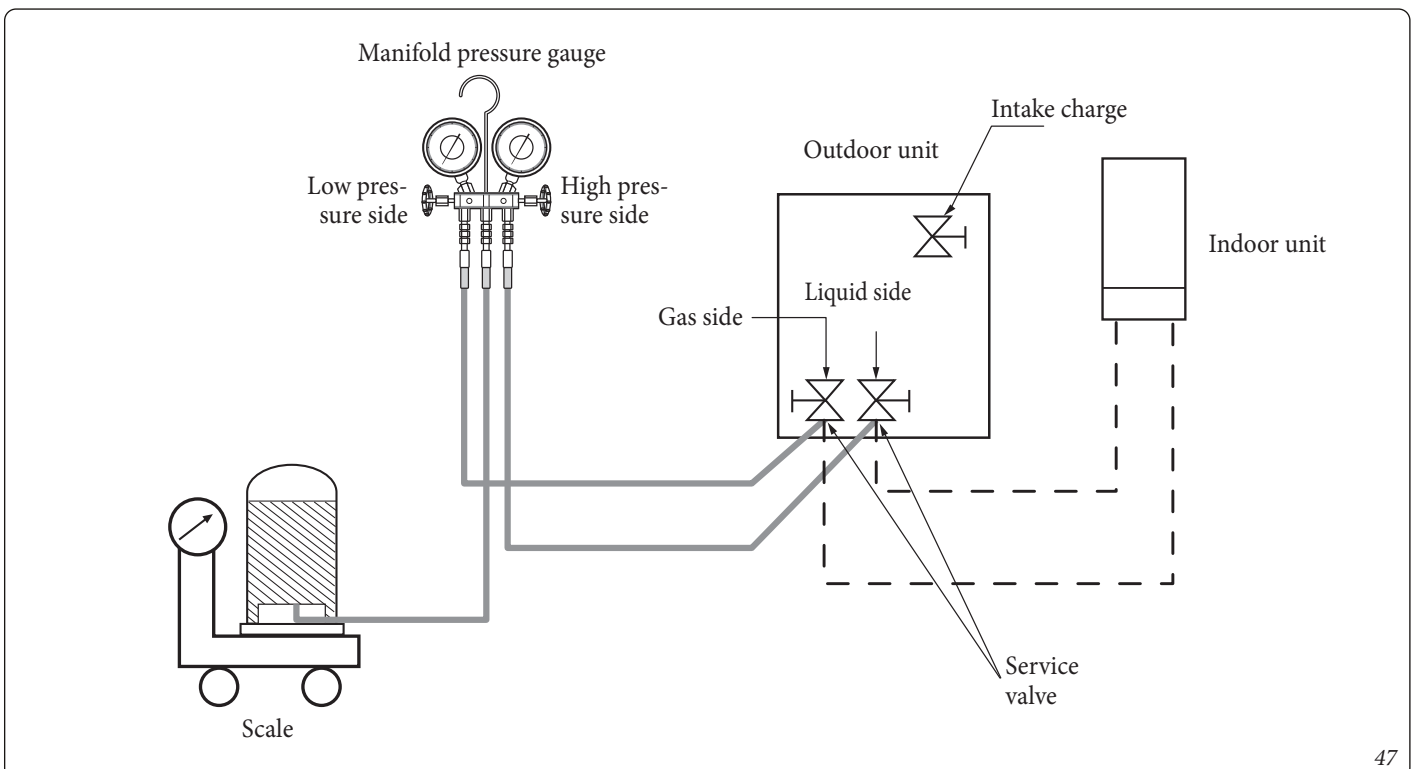 Manifold pressure gauge
Intake charge
Outdoor unit
Low pres-
sure side
High pres-
sure side
Indoor unit
Liquid side
Gas side
Service
valve
Scale
47